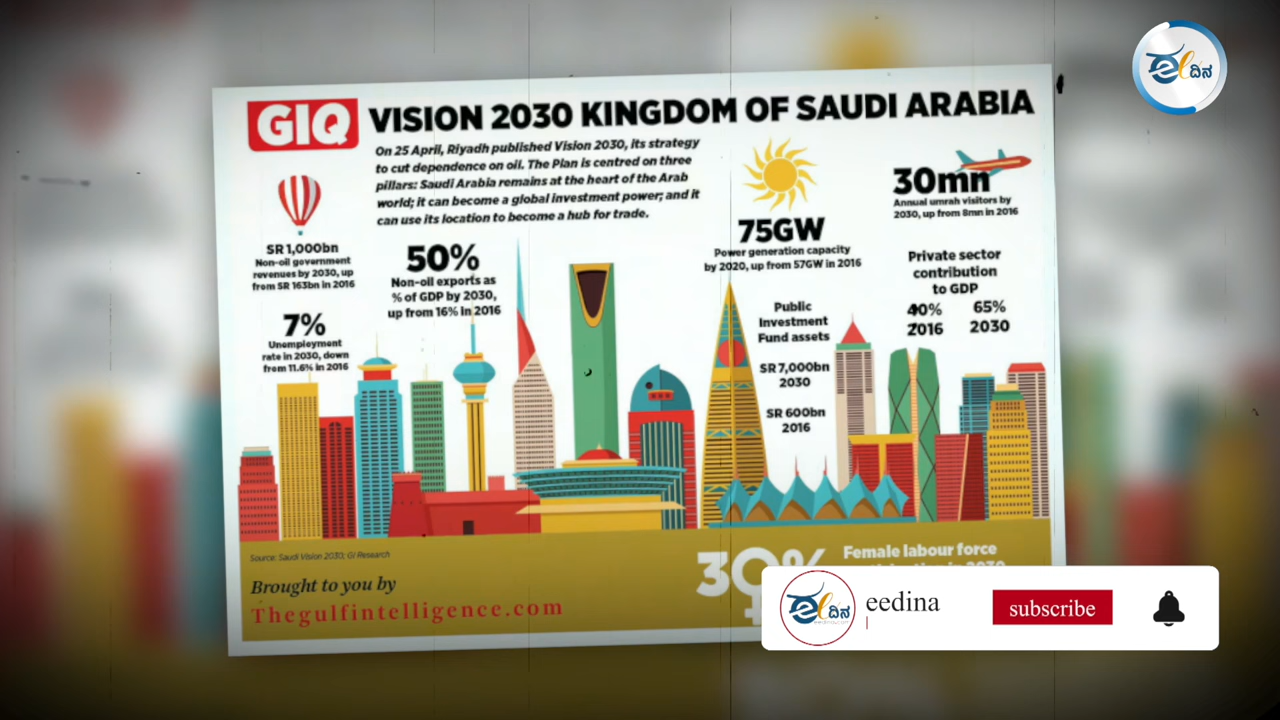 GIQ
VISION 2030 KINGDOM OF SAUDI ARABIA
On 25 April, Riyadh published Vision 2030, its strategy
to cut dependence on oil. The Plan is centred on three
pillars: Saudi Arabia remains at the heart of the Arab
world; it can become a global investment power; and it
can use its location to become a hub for trade.
SR 1,000bn
Non-oil government
revenues by 2030, up
from SR 163bn in 2016
50%
Non-oil exports as
% of GDP by 2030,
up from 16% in 2016
7%
Unemployment
rate in 2030, down
from 11.6% in 2016
75GW
Power generation capacity
by 2020, up from 57GW in 2016
30mn
Annual umrah visitors by
2030, up from 8mn in 2016
Private sector
contribution
to GDP
40% 65%
2016 2030
Public
Investment
Fund assets
SR 7,000bn
2030
SR 600bn
2016
Source: Saudi Vision 2030; GI Research
Brought to you by
Thegulfintelligence.com
30%
Female labour force
elದಿನ
elದಿನ
eedina
subscribe